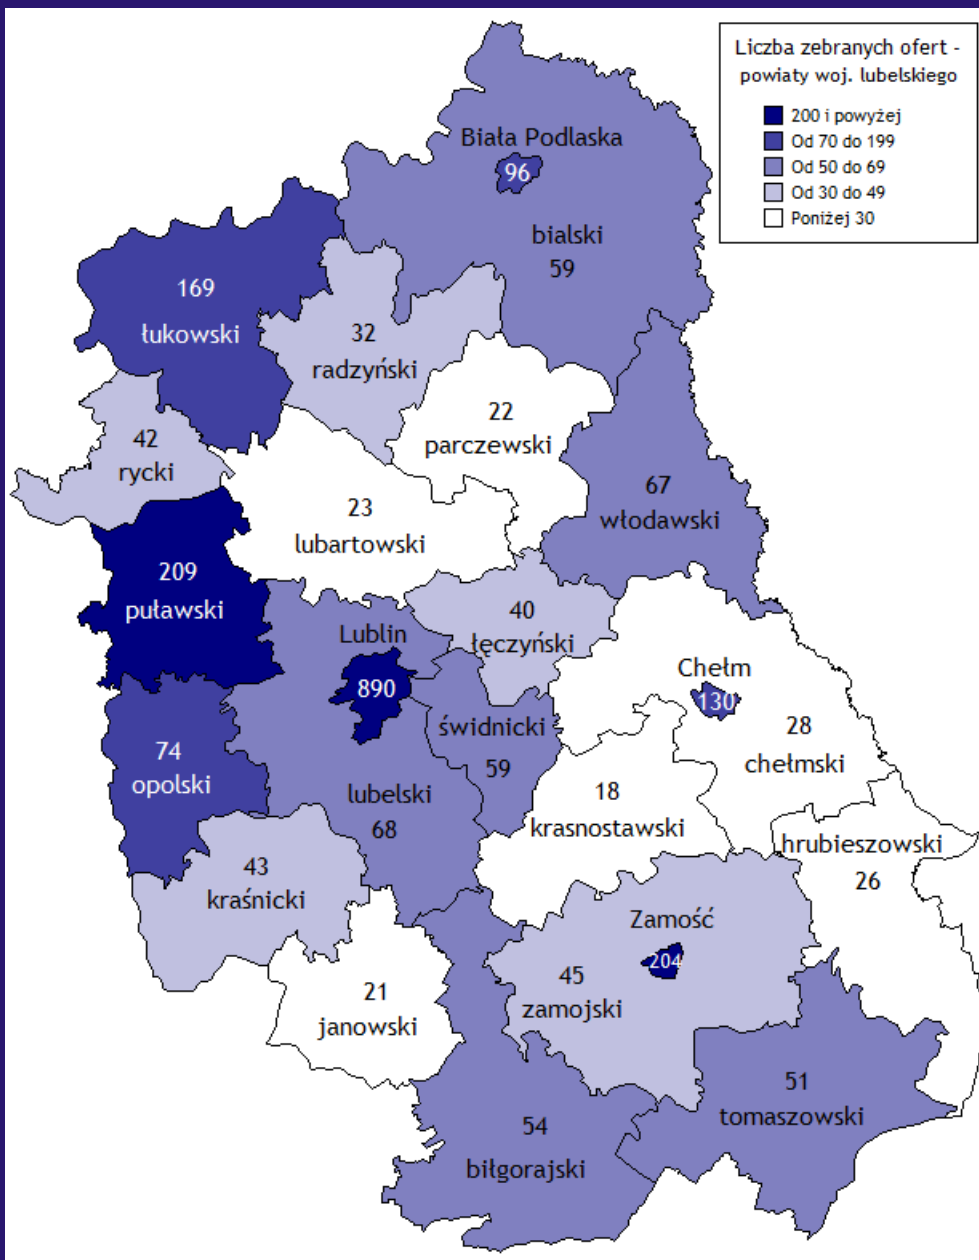 Liczba zebranych ofert -
powiaty woj. lubelskiego
200 i powyżej
Od 70 do 199
Od 50 do 69
Od 30 do 49
Poniżej 30
Biała Podlaska
96
bialski
59
169
łukowski
32
radzyński
22
parczewski
42
rycki
67
włodawski
23
lubartowski
209
puławski
40
łęczyński
Lublin
890
Chełm
130
świdnicki
59
28
chełmski
74
opolski
lubelski
68
18
krasnostawski
hrubieszowski
26
43
kraśnicki
Zamość
204
45
zamojski
21
janowski
51
tomaszowski
54
biłgorajski